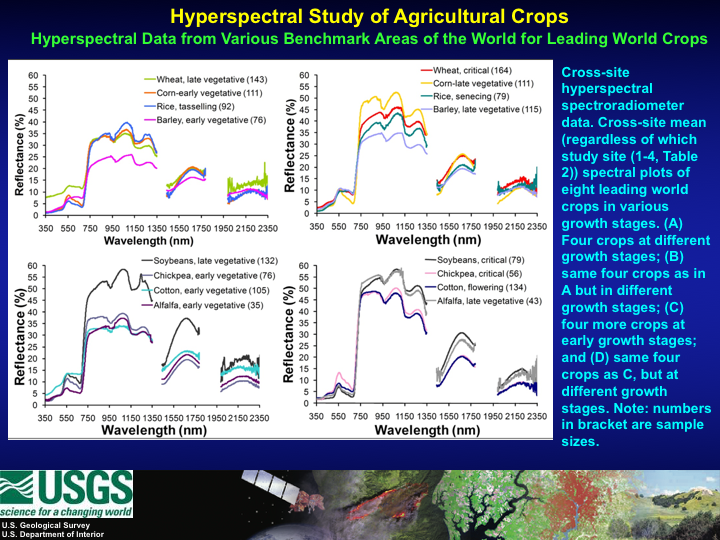 Hyperspectral Study of Agricultural Crops
Hyperspectral Data from Various Benchmark Areas of the World for Leading World Crops
Reflectance (%)
60
55
50
45
40
35
30
25
20
15
10
5
0
Wheat, late vegetative (143)
Corn-early vegetative (111)
Rice, tasselling (92)
Barley, early vegetative (76)
350 550 750 950 1150 1350 1550 1750 1950 2150 2350
Wavelength (nm)
Reflectance (%)
60
55
50
45
40
35
30
25
20
15
10
5
0
Wheat, critical (164)
Corn-late vegetative (111)
Rice, senecing (79)
Barley, late vegetative (115)
350 550 750 950 1150 1350 1550 1750 1950 2150 2350
Wavelength (nm)
Reflectance (%)
60
55
50
45
40
35
30
25
20
15
10
5
0
Soybeans, late vegetative (132)
Chickpea, early vegetative (76)
Cotton, early vegetative (105)
Alfalfa, early vegetative (35)
350 550 750 950 1150 1350 1550 1750 1950 2150 2350
Wavelength (nm)
Reflectance (%)
60
55
50
45
40
35
30
25
20
15
10
5
0
Soybeans, critical (79)
Chickpea, critical (56)
Cotton, flowering (134)
Alfalfa, late vegetative (43)
350 550 750 950 1150 1350 1550 1750 1950 2150 2350
Wavelength (nm)
Cross-site
hyperspectral
spectroradiometer
data. Cross-site mean
(regardless of which
study site (1-4, Table
2)) spectral plots of
eight leading world
crops in various
growth stages. (A)
Four crops at different
growth stages; (B)
same four crops as in
A but in different
growth stages; (C)
four more crops at
early growth stages;
and (D) same four
crops as C, but at
different growth
stages. Note: numbers
in bracket are sample
sizes.
USGS
science for a changing world
U.S. Geological Survey
U.S. Department of Interior